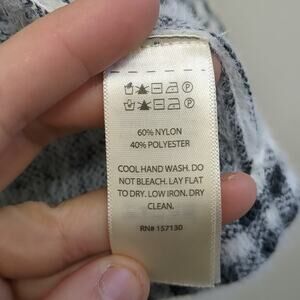 60% NYLON
40% POLYESTER
COOL HAND WASH. DO
NOT BLEACH. LAY FLAT
TO DRY. LOW IRON. DRY
CLEAN.
RN# 157130